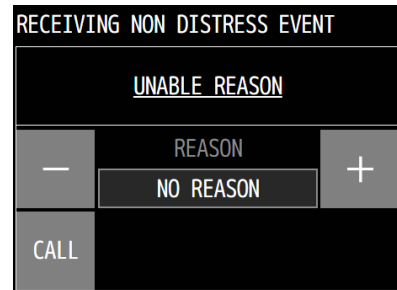 RECEIVING NON DISTRESS EVENT
UNABLE REASON
REASON
− NO REASON +
CALL